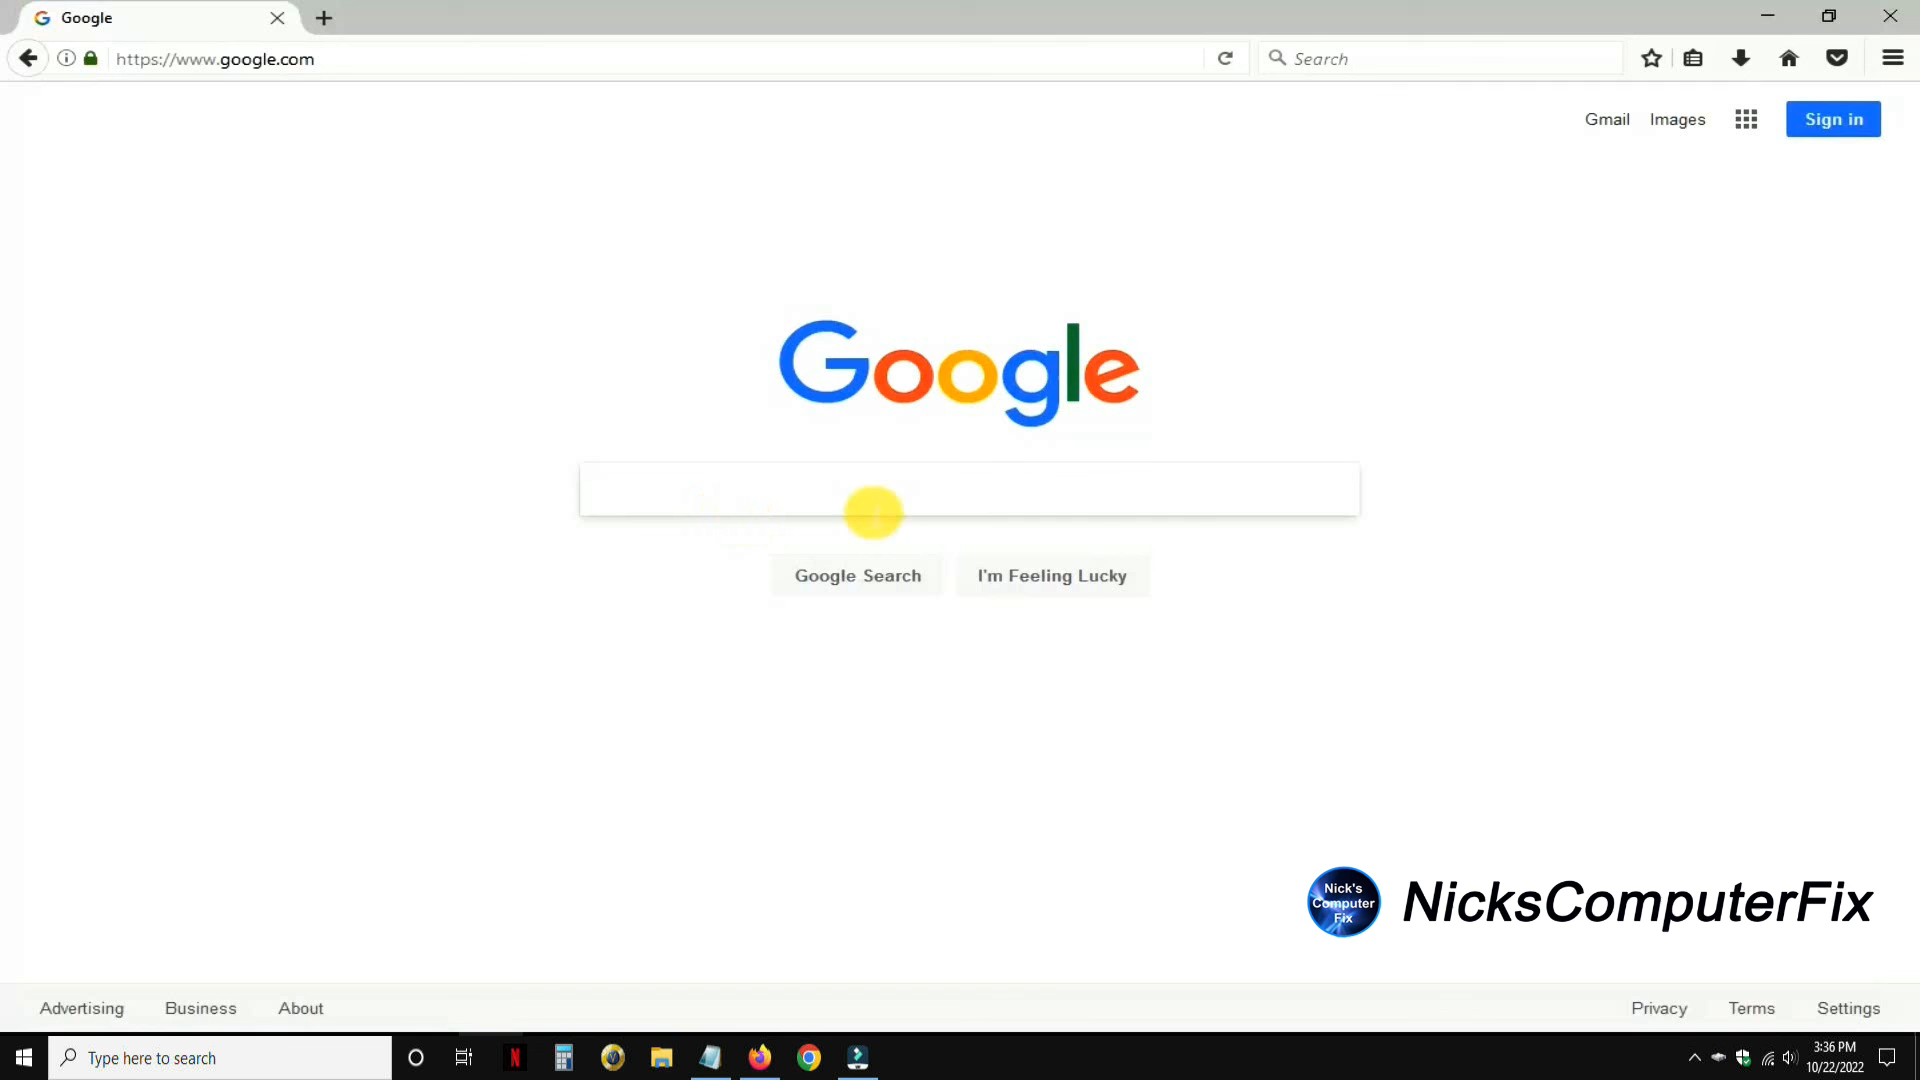 Google
https://www.google.com
Search
Gmail
Images
Sign in
Google
Google Search
I'm Feeling Lucky
Nick's
Computer
Fix
NicksComputerFix
Advertising
Business
About
Privacy
Terms
Settings
Type here to search
3:36 PM
10/22/2022